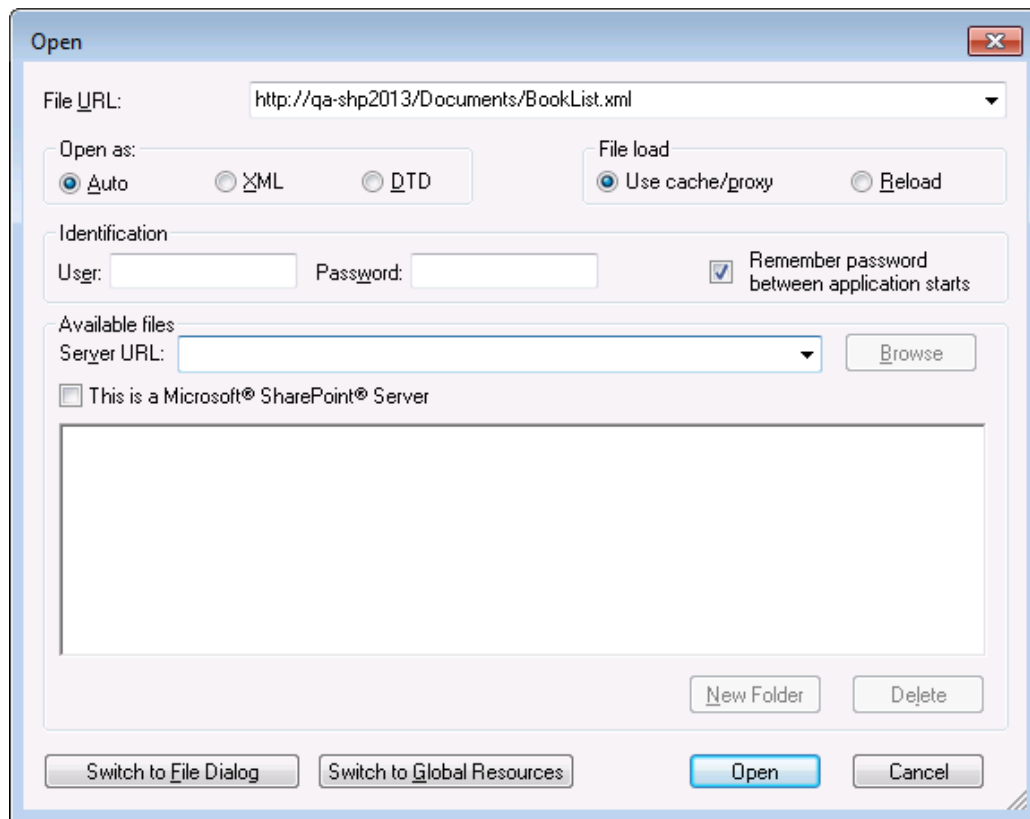 Open
File URL: http://qa-shp2013/Documents/BookList.xml
Open as: File load
Auto XML DTD Use cache/proxy Reload
Identification
User: Password: Remember password
between application starts
Available files
Server URL: Browse
This is a Microsoft® SharePoint® Server
New Folder Delete
Switch to File Dialog Switch to Global Resources Open Cancel